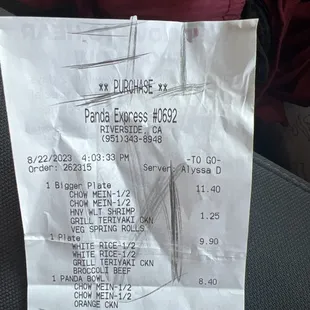 ** PURCHASE **
Panda Express #0692
RIVERSIDE, CA
(951)343-8948
8/22/2023 4:03:33 PM -TO GO-
Order: 262315 Server: Alyssa D
1 Bigger Plate 11.40
CHOW MEIN-1/2
CHOW MEIN-1/2
HNY WLT SHRIMP 1.25
GRILL TERIYAKI CKN
VEG SPRING ROLLS
1 Plate 9.90
WHITE RICE-1/2
WHITE RICE-1/2
GRILL TERIYAKI CKN
BROCCOLI BEEF
1 PANDA BOWL 8.40
CHOW MEIN-1/2
CHOW MEIN-1/2
ORANGE CKN